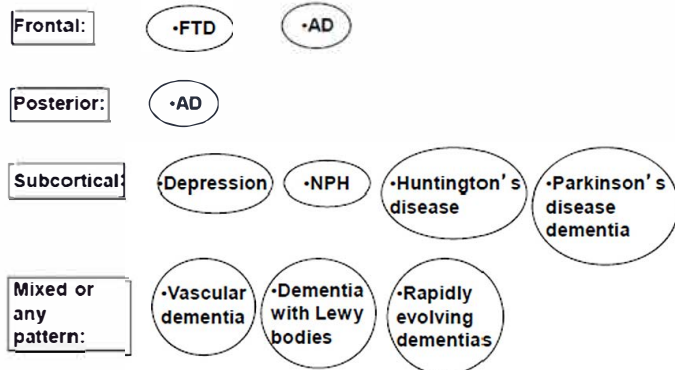 Frontal: •FTD •AD
Posterior: •AD
Subcortical: •Depression •NPH •Huntington's •Parkinson's
disease disease
dementia
Mixed or •Vascular •Dementia •Rapidly
any dementia with Lewy evolving
pattern: bodies dementias